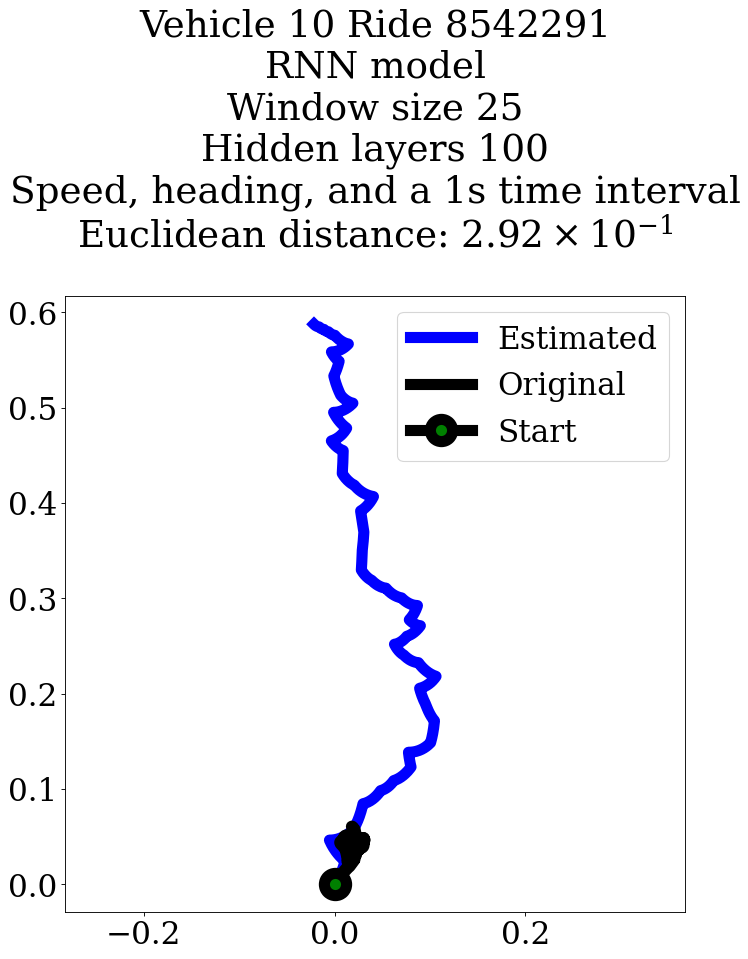 Vehicle 10 Ride 8542291
RNN model
Window size 25
Hidden layers 100
Speed, heading, and a 1s time interval
Euclidean distance: 2.92 × 10⁻¹
0.6
0.5
0.4
0.3
0.2
0.1
0.0
Estimated
Original
Start
−0.2
0.0
0.2